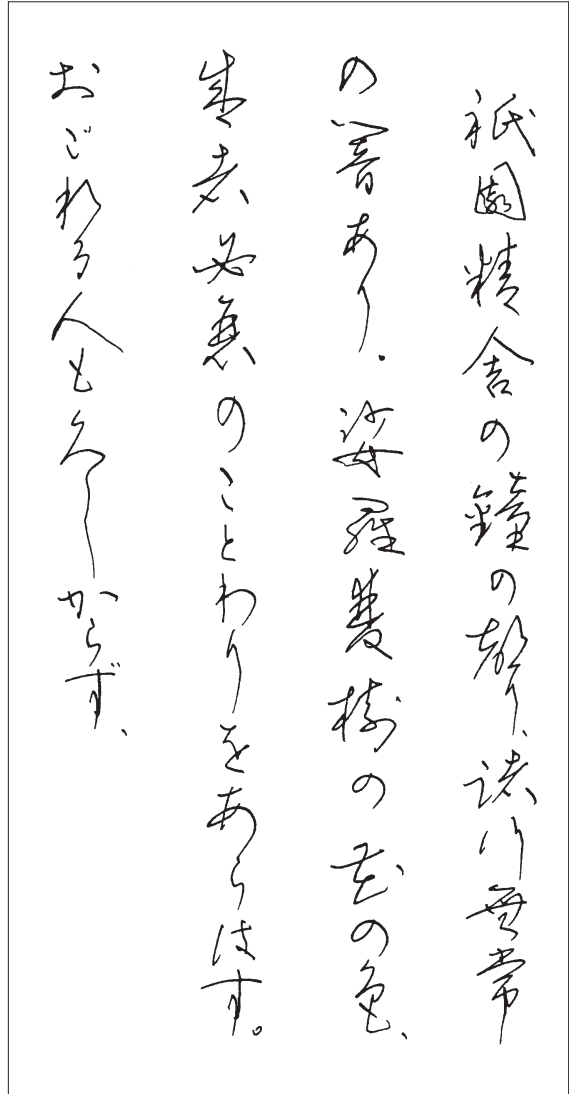 祇園精舎の鐘の聲、諸行無常
の響あり。娑羅雙樹の花の色、
盛者必衰のことわりをあらはす。
おごれる人も久しからず、